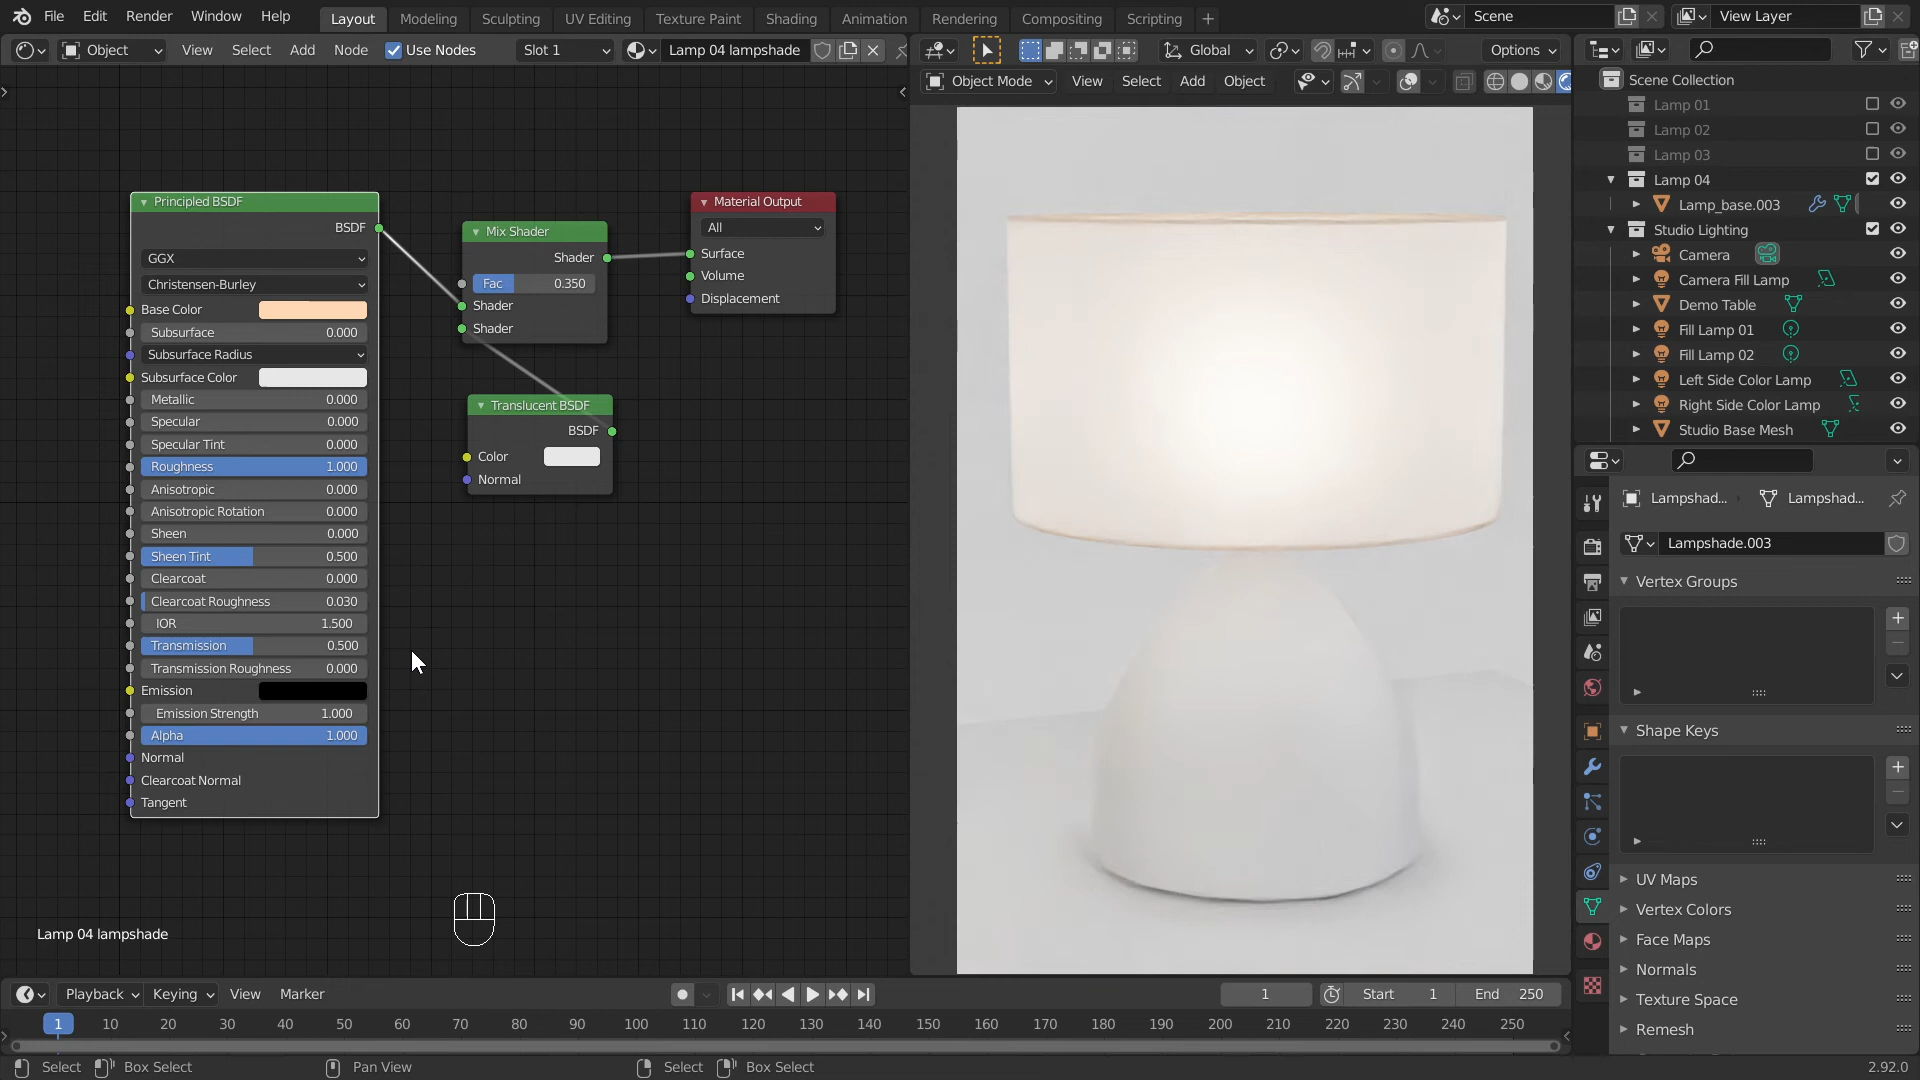 File Edit Render Window Help Layout Modeling Sculpting UV Editing Texture Paint Shading Animation Rendering Compositing Scripting + Scene View Layer
Object View Select Add Node Use Nodes Slot 1 Lamp 04 lampshade Global Options
Object Mode View Select Add Object
Principled BSDF
BSDF
GGX
Christensen-Burley
Base Color
Subsurface 0.000
Subsurface Radius
Subsurface Color
Metallic 0.000
Specular 0.000
Specular Tint 0.000
Roughness 1.000
Anisotropic 0.000
Anisotropic Rotation 0.000
Sheen 0.000
Sheen Tint 0.500
Clearcoat 0.000
Clearcoat Roughness 0.030
IOR 1.500
Transmission 0.500
Transmission Roughness 0.000
Emission
Emission Strength 1.000
Alpha 1.000
Normal
Clearcoat Normal
Tangent
Mix Shader
Shader
Fac 0.350
Shader
Shader
Translucent BSDF
BSDF
Color
Normal
Material Output
All
Surface
Volume
Displacement
Lamp 04 lampshade
Scene Collection
Lamp 01
Lamp 02
Lamp 03
Lamp 04
Lamp_base.003
Studio Lighting
Camera
Camera Fill Lamp
Demo Table
Fill Lamp 01
Fill Lamp 02
Left Side Color Lamp
Right Side Color Lamp
Studio Base Mesh
Lampshad... Lampshad...
Lampshade.003
Vertex Groups
Shape Keys
UV Maps
Vertex Colors
Face Maps
Normals
Texture Space
Remesh
Playback Keying View Marker 1 Start 1 End 250
1 10 20 30 40 50 60 70 80 90 100 110 120 130 140 150 160 170 180 190 200 210 220 230 240 250
Select Box Select Pan View Select Box Select 2.92.0